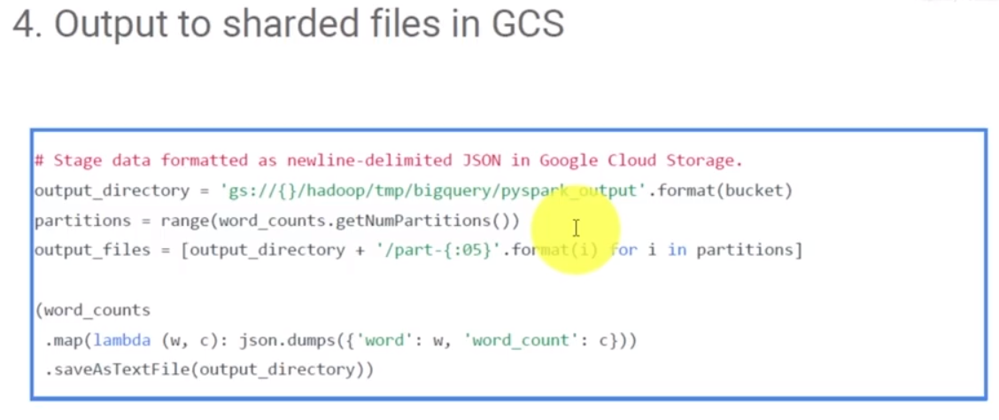 4. Output to sharded files in GCS
# Stage data formatted as newline-delimited JSON in Google Cloud Storage.
output_directory = 'gs://{}/hadoop/tmp/bigquery/pyspark_output'.format(bucket)
partitions = range(word_counts.getNumPartitions())
output_files = [output_directory + '/part-{:05}'.format(i) for i in partitions]
(word_counts
.map(lambda (w, c): json.dumps({'word': w, 'word_count': c}))
.saveAsTextFile(output_directory))